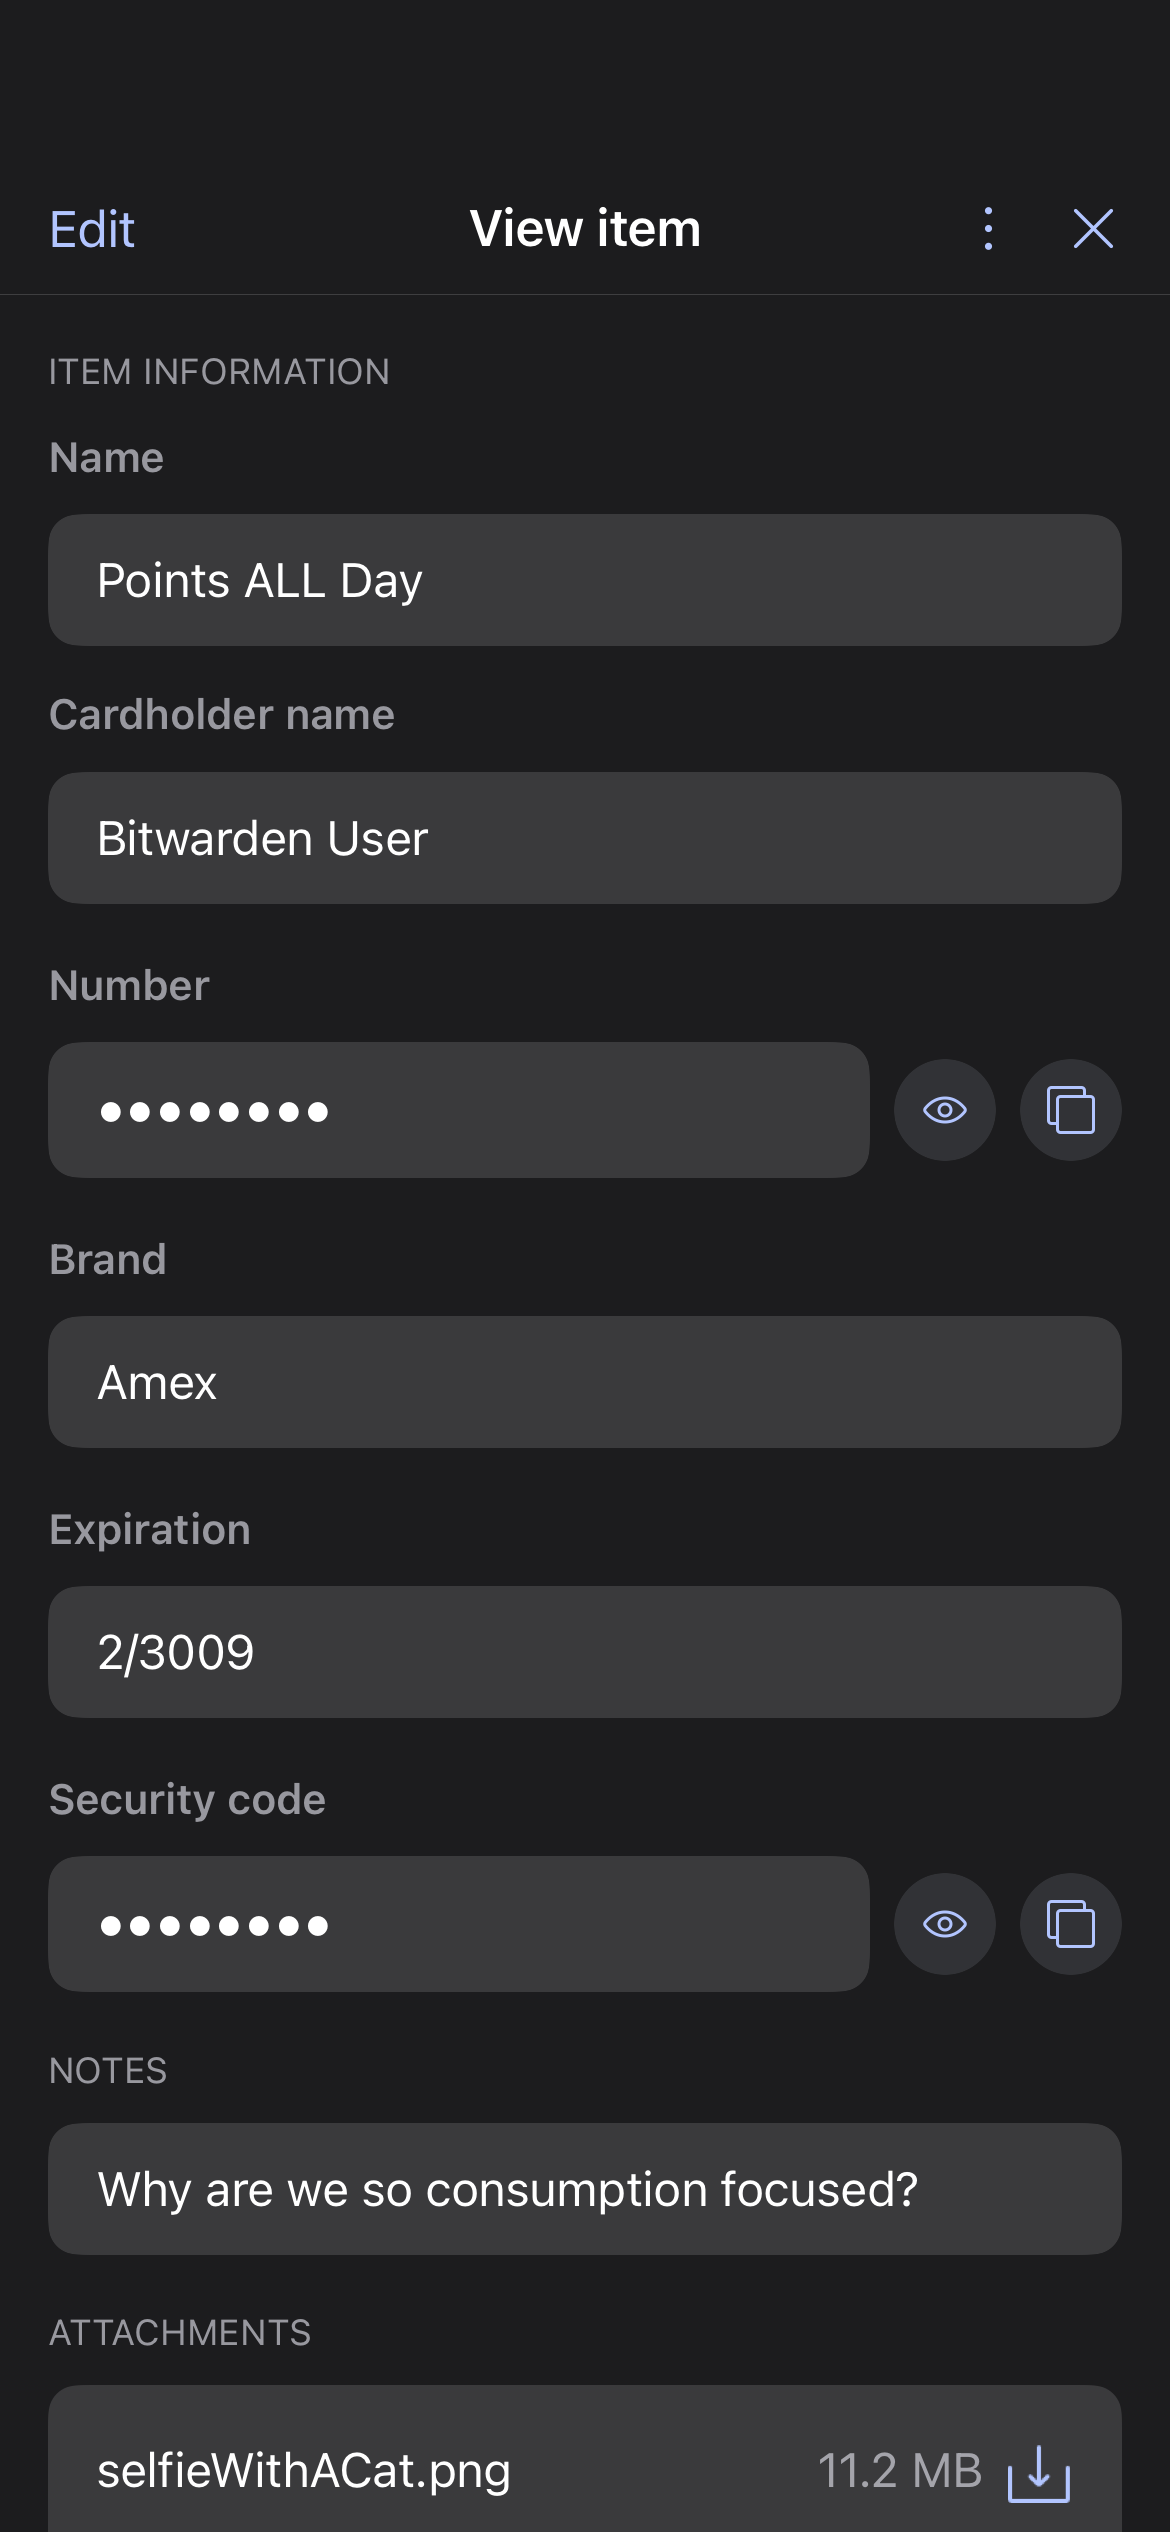 Edit
View item
ITEM INFORMATION
Name
Points ALL Day
Cardholder name
Bitwarden User
Number
••••••••
Brand
Amex
Expiration
2/3009
Security code
••••••••
NOTES
Why are we so consumption focused?
ATTACHMENTS
selfieWithACat.png 11.2 MB